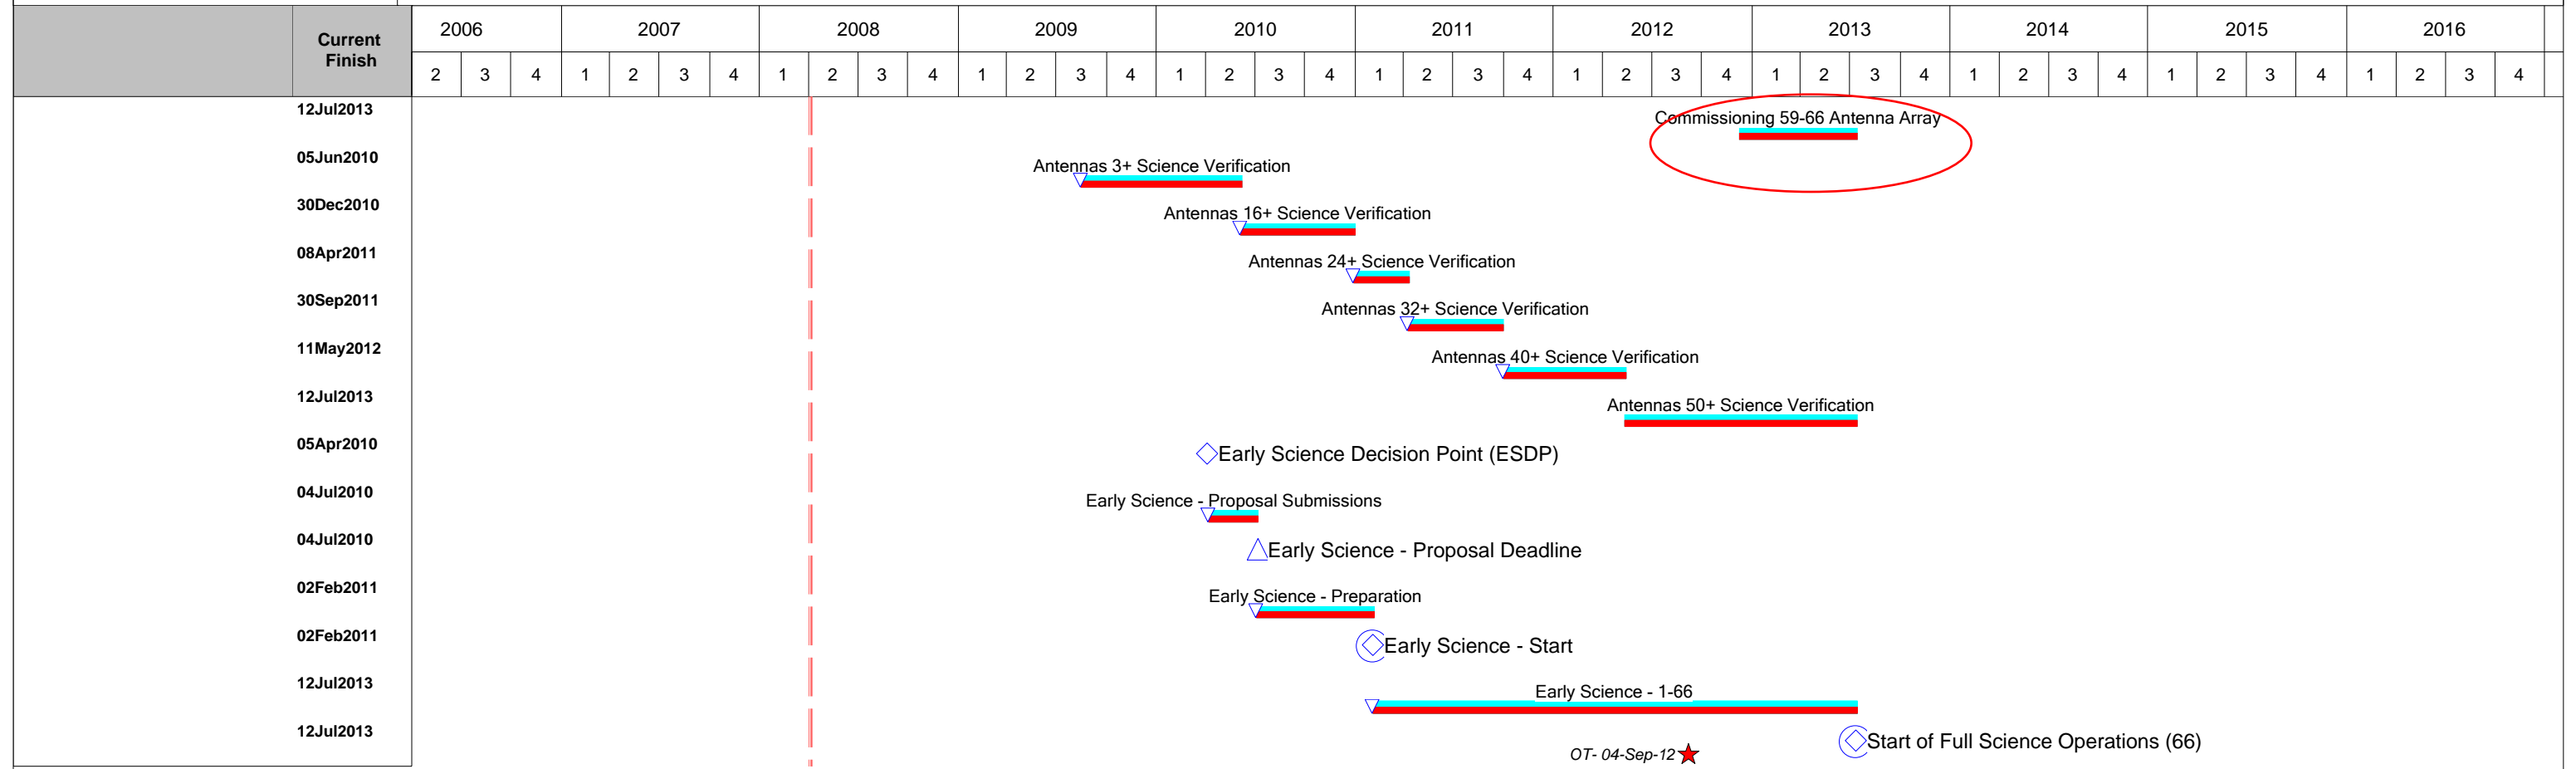 Current
Finish
2006 2007 2008 2009 2010 2011 2012 2013 2014 2015 2016
2 3 4 1 2 3 4 1 2 3 4 1 2 3 4 1 2 3 4 1 2 3 4 1 2 3 4 1 2 3 4 1 2 3 4 1 2 3 4 1 2 3 4
12Jul2013 Commissioning 59-66 Antenna Array
05Jun2010 Antennas 3+ Science Verification
30Dec2010 Antennas 16+ Science Verification
08Apr2011 Antennas 24+ Science Verification
30Sep2011 Antennas 32+ Science Verification
11May2012 Antennas 40+ Science Verification
12Jul2013 Antennas 50+ Science Verification
05Apr2010 Early Science Decision Point (ESDP)
04Jul2010 Early Science - Proposal Submissions
04Jul2010 Early Science - Proposal Deadline
02Feb2011 Early Science - Preparation
02Feb2011 Early Science - Start
12Jul2013 Early Science - 1-66
12Jul2013 Start of Full Science Operations (66)
OT- 04-Sep-12